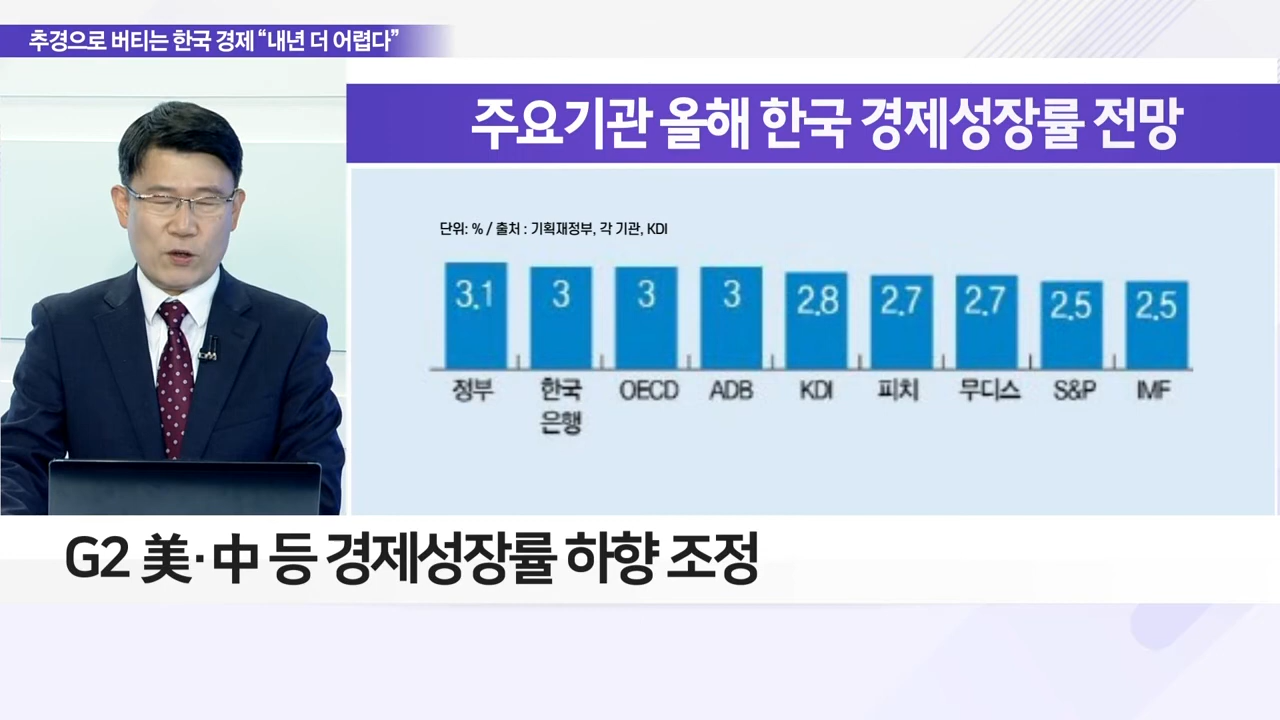 추경으로 버티는 한국 경제 “내년 더 어렵다”
주요기관 올해 한국 경제성장률 전망
단위: % / 출처 : 기획재정부, 각 기관, KDI
3.1 3 3 3 2.8 2.7 2.7 2.5 2.5
정부 한국 OECD ADB KDI 피치 무디스 S&P IMF
은행
G2 美·中 등 경제성장률 하향 조정